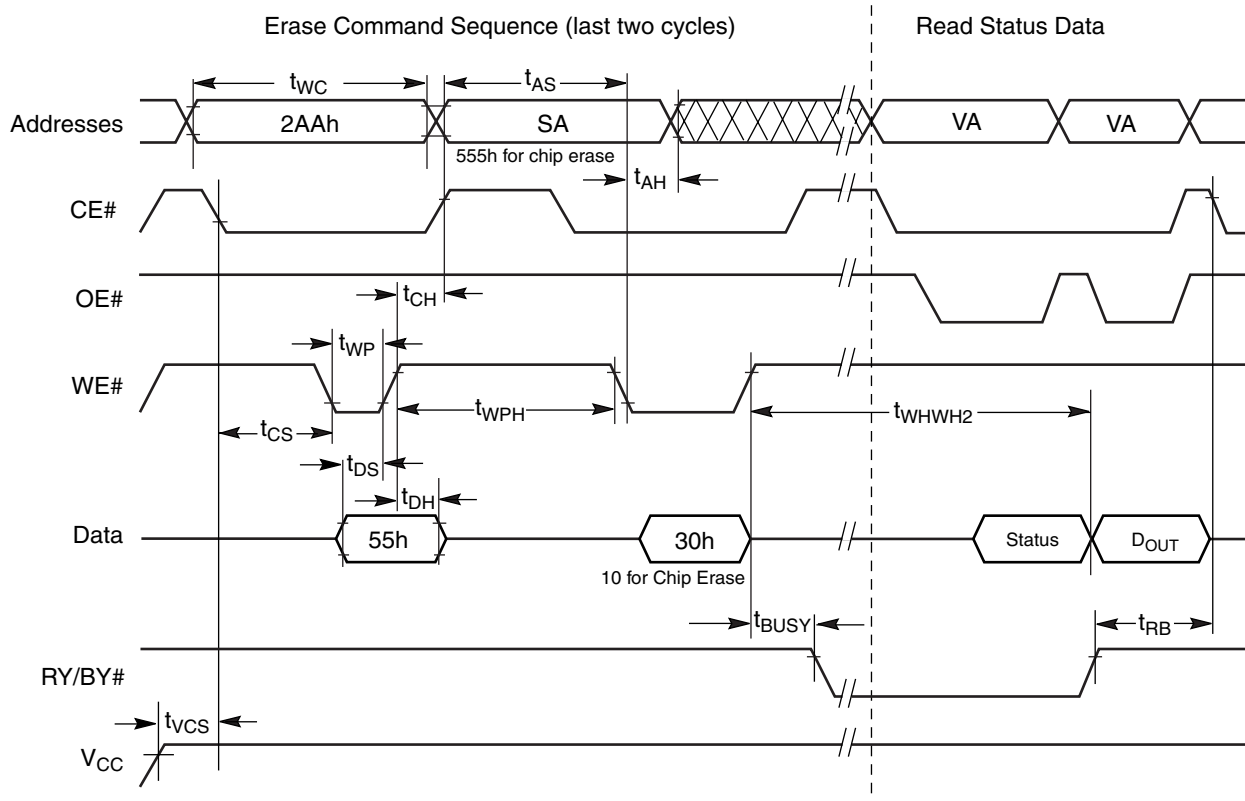 Erase Command Sequence (last two cycles)
Read Status Data
tWC
tAS
Addresses
2AAh
SA
VA
VA
555h for chip erase
tAH
CE#
OE#
tCH
tWP
WE#
tWPH
tWHWH2
tCS
tDS
tDH
Data
55h
30h
Status
DOUT
10 for Chip Erase
tBUSY
tRB
RY/BY#
tVCS
VCC